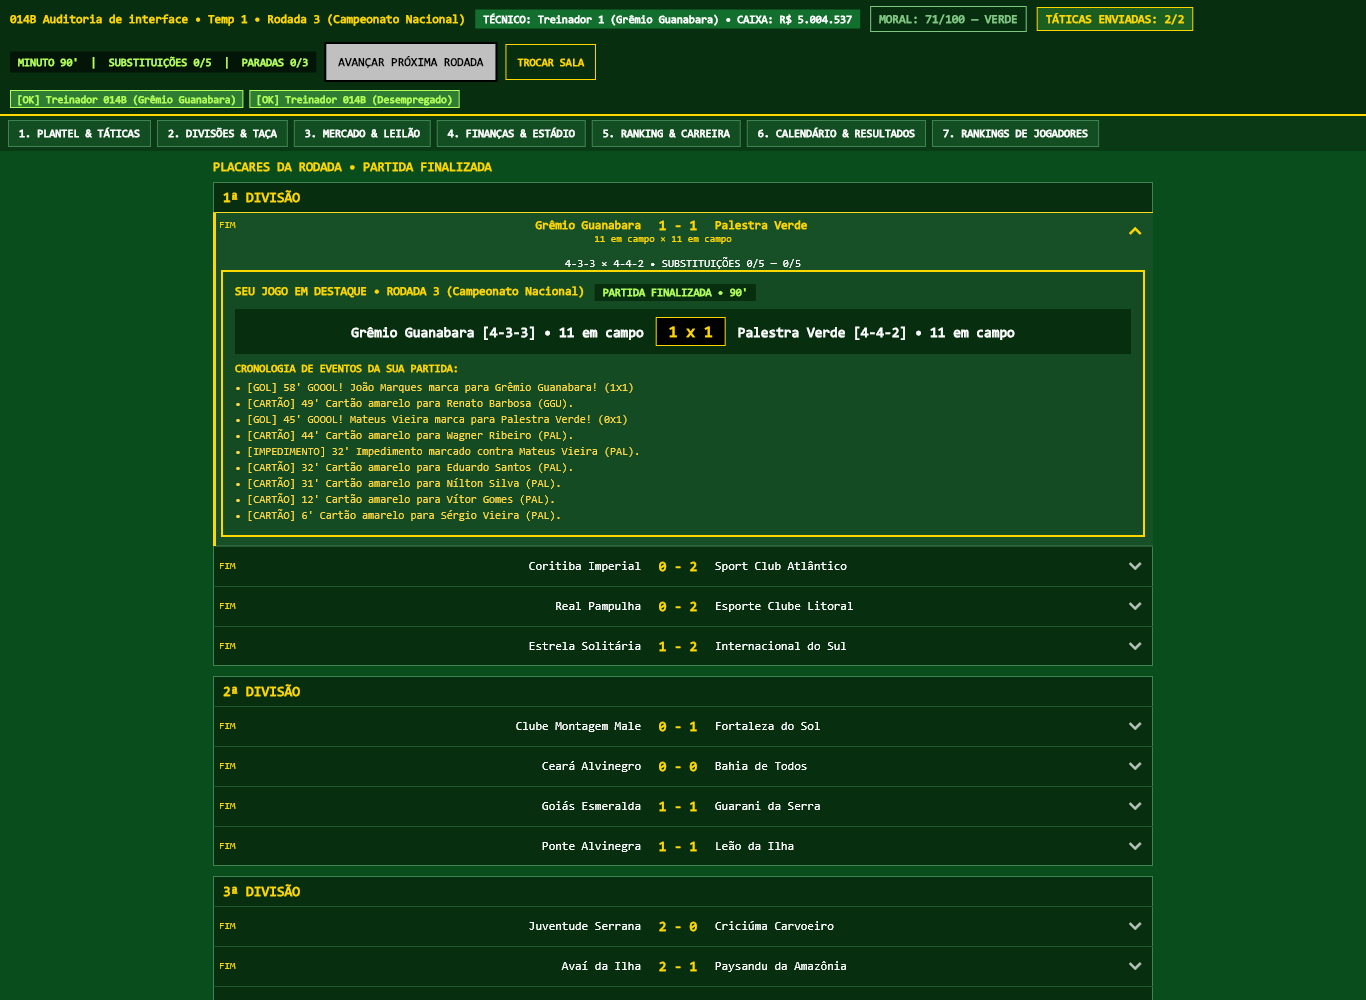 014B Auditoria de interface • Temp 1 • Rodada 3 (Campeonato Nacional) TÉCNICO: Treinador 1 (Grêmio Guanabara) • CAIXA: R$ 5.004.537 MORAL: 71/100 — VERDE TÁTICAS ENVIADAS: 2/2
MINUTO 90' | SUBSTITUIÇÕES 0/5 | PARADAS 0/3 AVANÇAR PRÓXIMA RODADA TROCAR SALA
[OK] Treinador 014B (Grêmio Guanabara) [OK] Treinador 014B (Desempregado)
1. PLANTEL & TÁTICAS 2. DIVISÕES & TAÇA 3. MERCADO & LEILÃO 4. FINANÇAS & ESTÁDIO 5. RANKING & CARREIRA 6. CALENDÁRIO & RESULTADOS 7. RANKINGS DE JOGADORES
PLACARES DA RODADA • PARTIDA FINALIZADA
1ª DIVISÃO
FIM Grêmio Guanabara 1 - 1 Palestra Verde
11 em campo × 11 em campo
4-3-3 × 4-4-2 • SUBSTITUIÇÕES 0/5 — 0/5
SEU JOGO EM DESTAQUE • RODADA 3 (Campeonato Nacional) PARTIDA FINALIZADA • 90'
Grêmio Guanabara [4-3-3] • 11 em campo 1 x 1 Palestra Verde [4-4-2] • 11 em campo
CRONOLOGIA DE EVENTOS DA SUA PARTIDA:
• [GOL] 58' GOOOL! João Marques marca para Grêmio Guanabara! (1x1)
• [CARTÃO] 49' Cartão amarelo para Renato Barbosa (GGU).
• [GOL] 45' GOOOL! Mateus Vieira marca para Palestra Verde! (0x1)
• [CARTÃO] 44' Cartão amarelo para Wagner Ribeiro (PAL).
• [IMPEDIMENTO] 32' Impedimento marcado contra Mateus Vieira (PAL).
• [CARTÃO] 32' Cartão amarelo para Eduardo Santos (PAL).
• [CARTÃO] 31' Cartão amarelo para Nílton Silva (PAL).
• [CARTÃO] 12' Cartão amarelo para Vítor Gomes (PAL).
• [CARTÃO] 6' Cartão amarelo para Sérgio Vieira (PAL).
FIM Coritiba Imperial 0 - 2 Sport Club Atlântico
FIM Real Pampulha 0 - 2 Esporte Clube Litoral
FIM Estrela Solitária 1 - 2 Internacional do Sul
2ª DIVISÃO
FIM Clube Montagem Male 0 - 1 Fortaleza do Sol
FIM Ceará Alvinegro 0 - 0 Bahia de Todos
FIM Goiás Esmeralda 1 - 1 Guarani da Serra
FIM Ponte Alvinegra 1 - 1 Leão da Ilha
3ª DIVISÃO
FIM Juventude Serrana 2 - 0 Criciúma Carvoeiro
FIM Avaí da Ilha 2 - 1 Paysandu da Amazônia